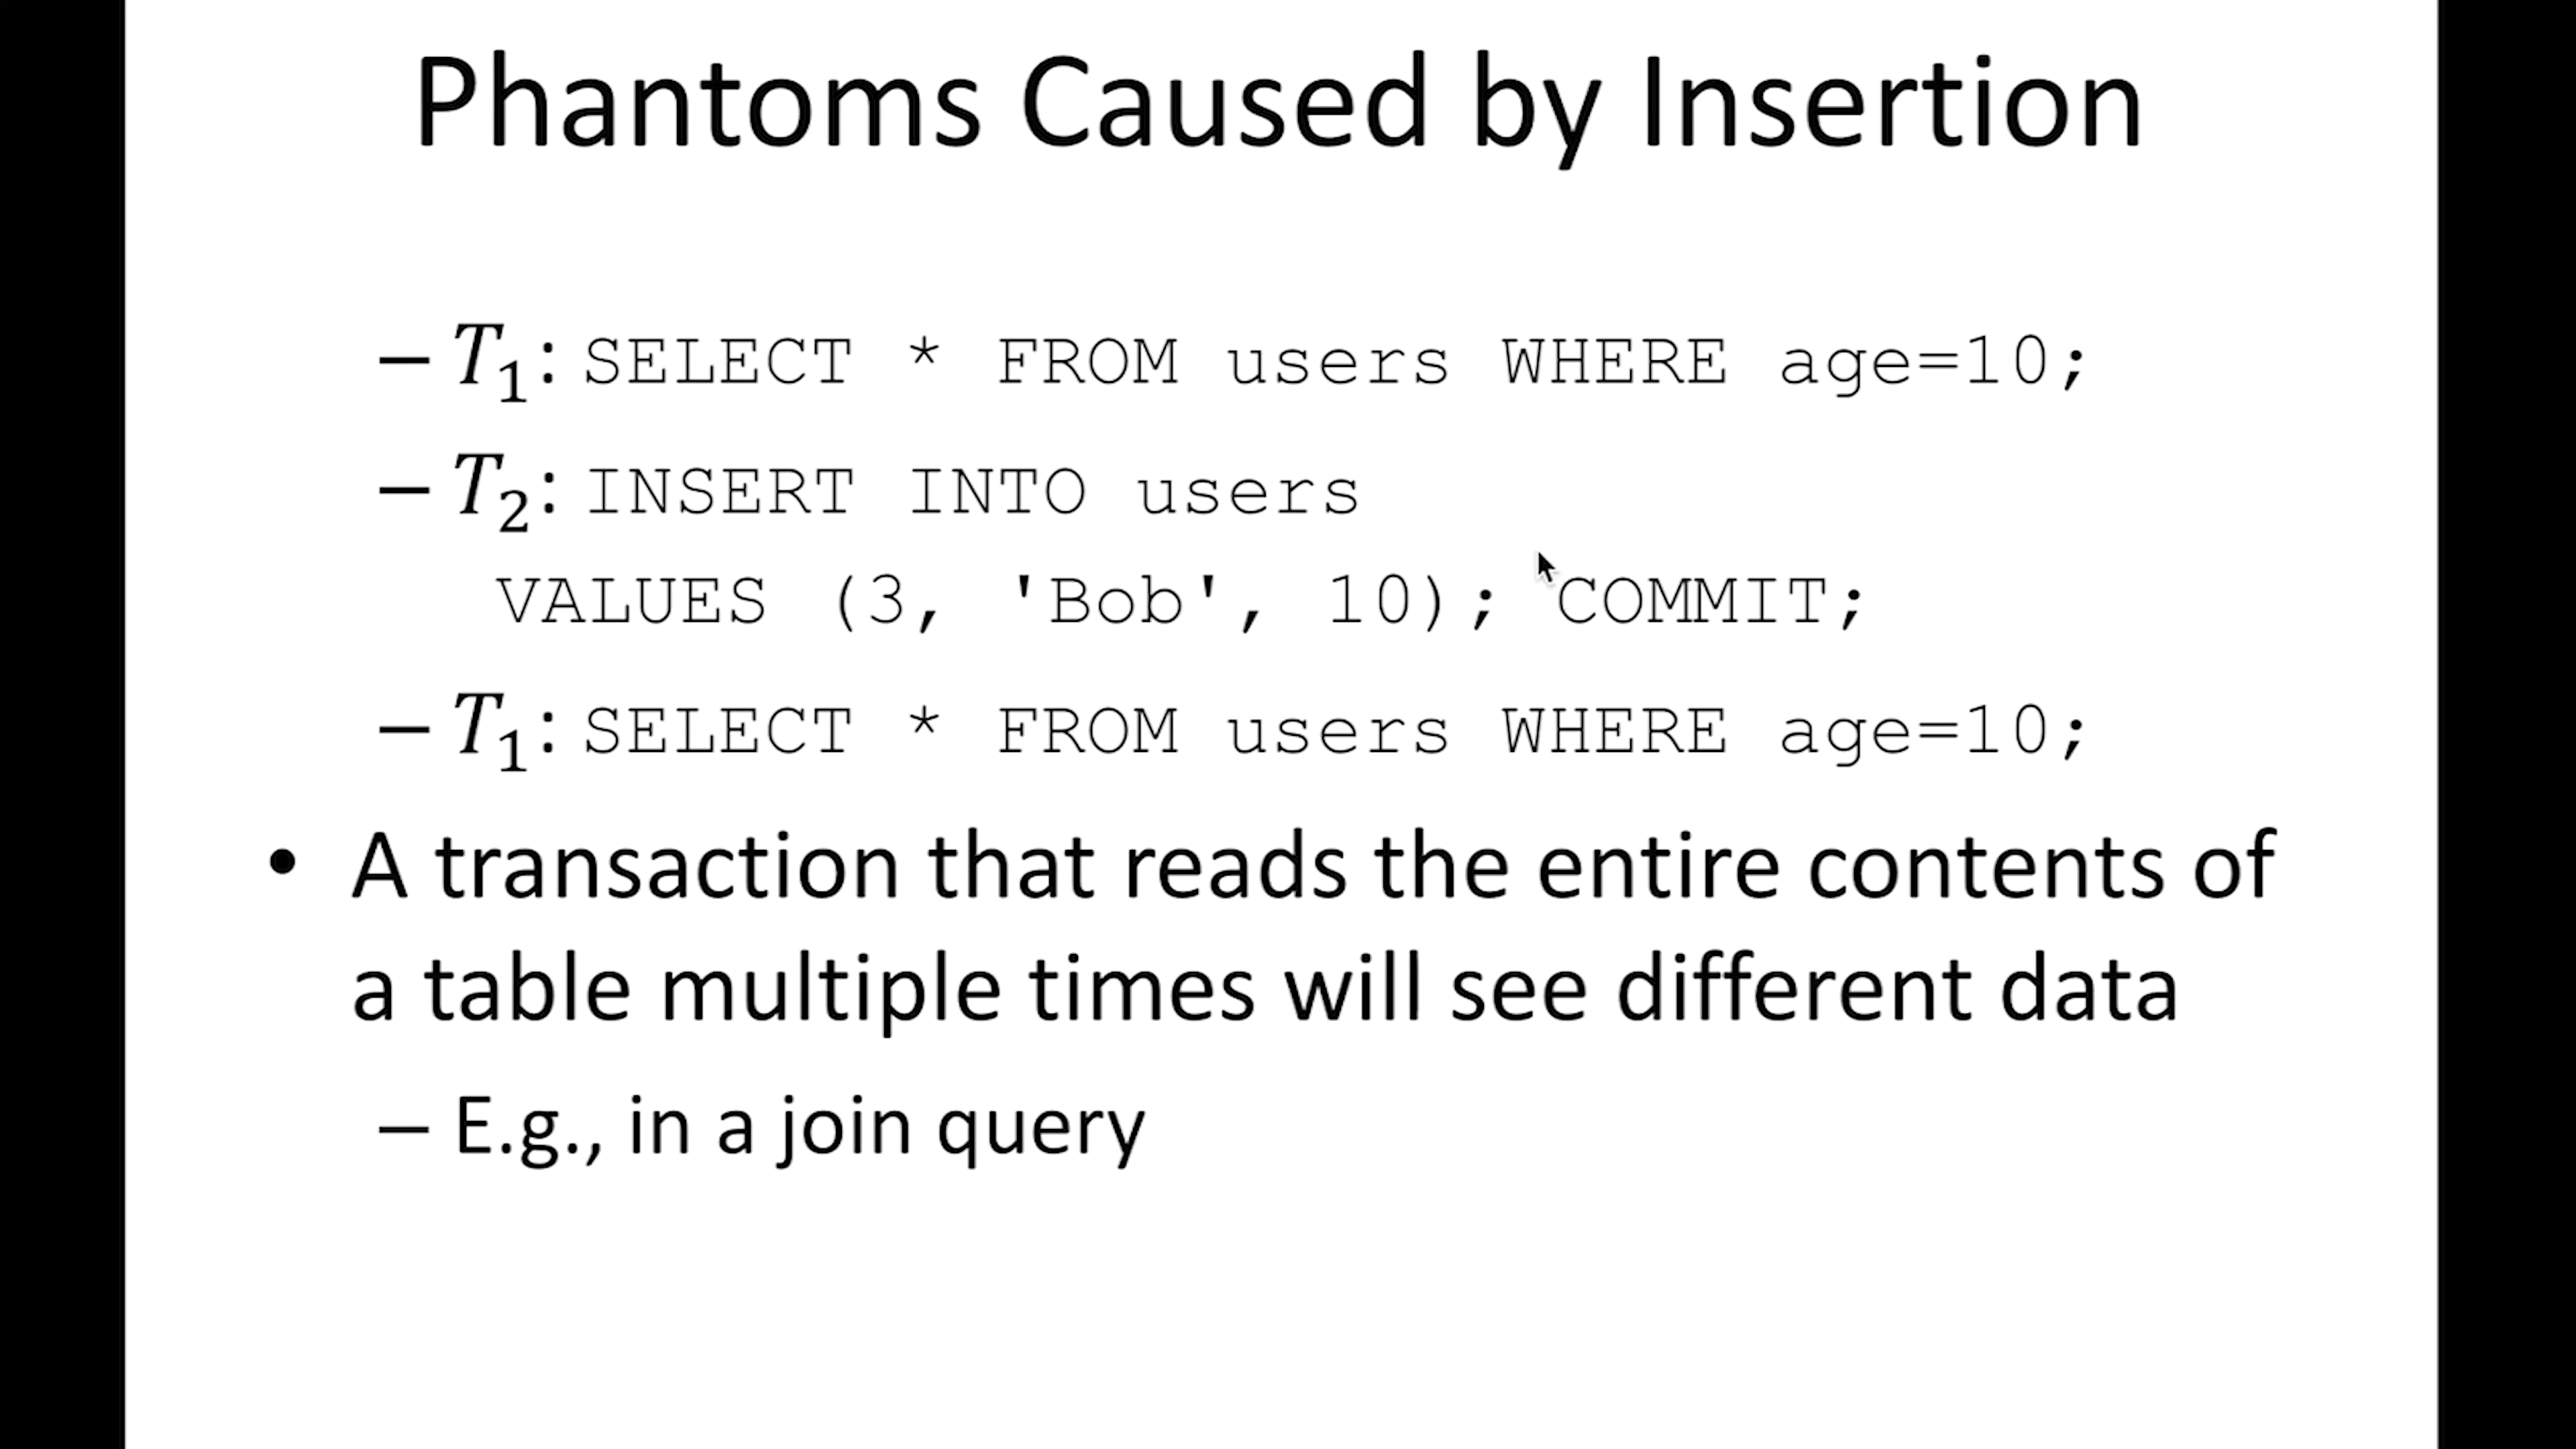 Phantoms Caused by Insertion
– T₁: SELECT * FROM users WHERE age=10;
– T₂: INSERT INTO users
VALUES (3, 'Bob', 10); COMMIT;
– T₁: SELECT * FROM users WHERE age=10;
• A transaction that reads the entire contents of
a table multiple times will see different data
– E.g., in a join query